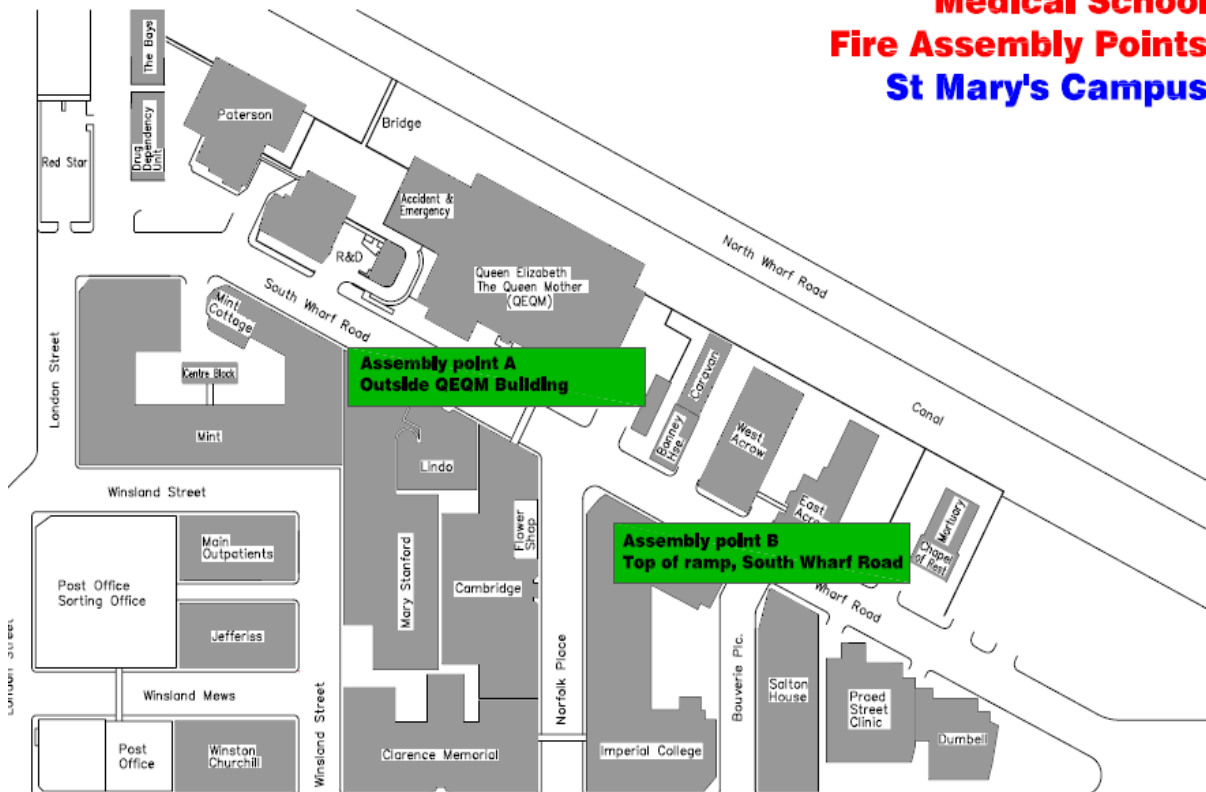 Medical School
Fire Assembly Points
St Mary's Campus
The Bays
Drug
Dependency
Unit
Paterson
Bridge
Red Star
Accident &
Emergency
R&D
Queen Elizabeth
The Queen Mother
(QEQM)
North Wharf Road
South Wharf Road
Mint
Cottage
London Street
Centre Block
Mint
Assembly point A
Outside QEQM Building
Caravan
Canal
Bonney
Hse.
West
Acrow
Lindo
Winsland Street
Flower
Shop
East
Mortuary
Chapel
of Rest
Main
Outpatients
Assembly point B
Top of ramp, South Wharf Road
Wharf Road
Post Office
Sorting Office
Mary Stanford
Cambridge
Jefferiss
Norfolk Place
Bouverie Plc.
Salton
House
Praed
Street
Clinic
Dumbell
London Street
Winsland Mews
Winsland Street
Post
Office
Winston
Churchill
Clarence Memorial
Imperial College